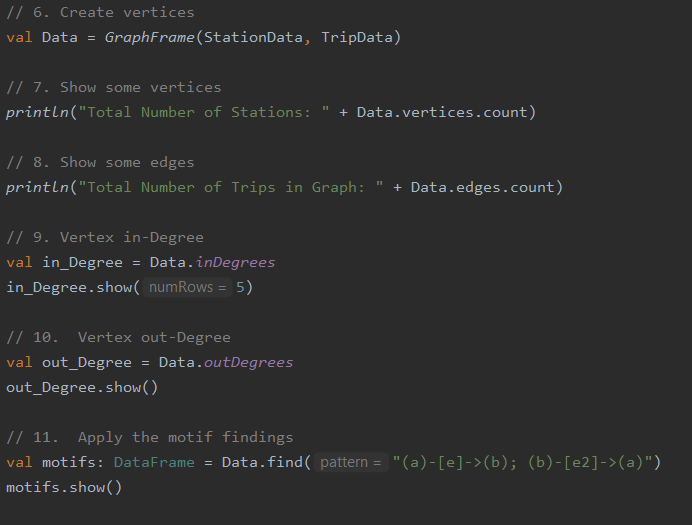 // 6. Create vertices
val Data = GraphFrame(StationData, TripData)
// 7. Show some vertices
println("Total Number of Stations: " + Data.vertices.count)
// 8. Show some edges
println("Total Number of Trips in Graph: " + Data.edges.count)
// 9. Vertex in-Degree
val in_Degree = Data.inDegrees
in_Degree.show( numRows = 5)
// 10.  Vertex out-Degree
val out_Degree = Data.outDegrees
out_Degree.show()
// 11.  Apply the motif findings
val motifs: DataFrame = Data.find( pattern = "(a)-[e]->(b); (b)-[e2]->(a)")
motifs.show()